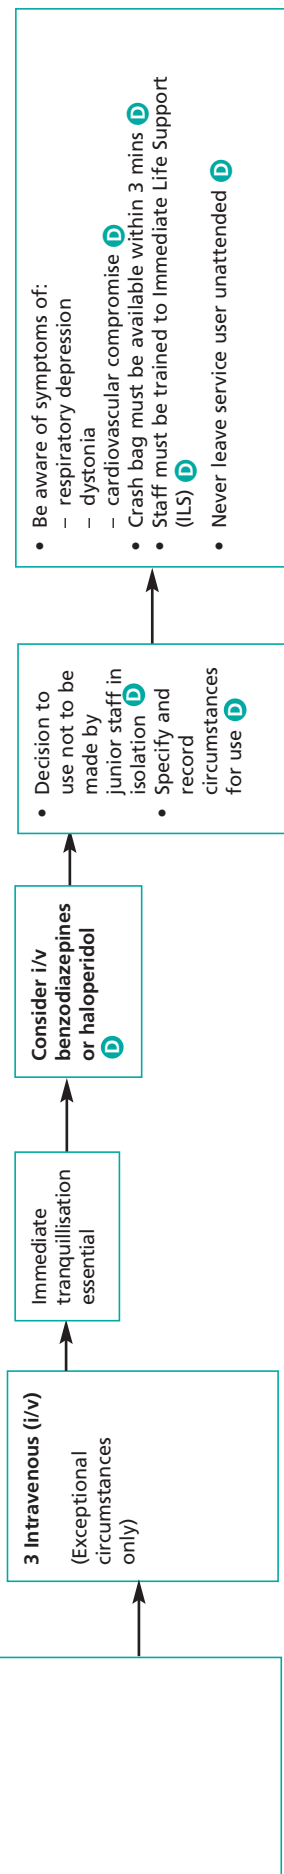 3 Intravenous (i/v)
(Exceptional
circumstances
only)
Immediate
tranquillisation
essential
Consider i/v
benzodiazepines
or haloperidol
D
• Decision to
use not to be
made by
junior staff in
isolation D
• Specify and
record
circumstances
for use D
• Be aware of symptoms of:
– respiratory depression
– dystonia
– cardiovascular compromise D
• Crash bag must be available within 3 mins D
• Staff must be trained to Immediate Life Support
(ILS) D
• Never leave service user unattended D